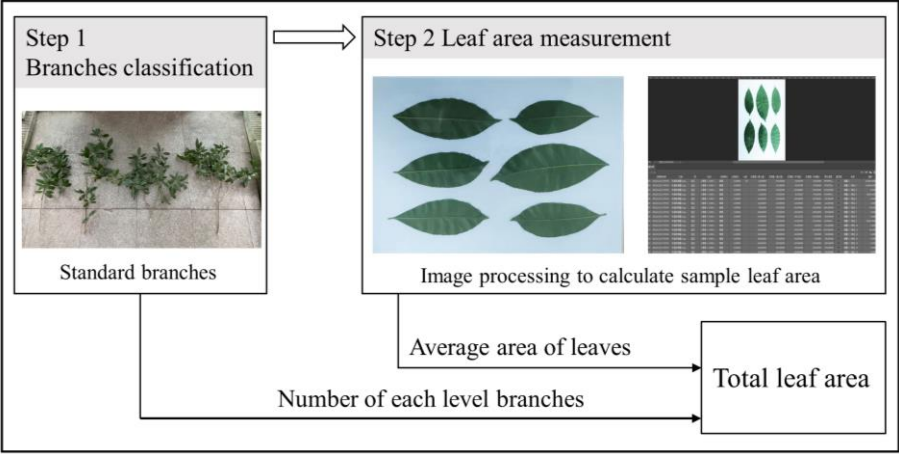 Step 1
Branches classification
Standard branches
Step 2 Leaf area measurement
Image processing to calculate sample leaf area
Average area of leaves
Number of each level branches
Total leaf area